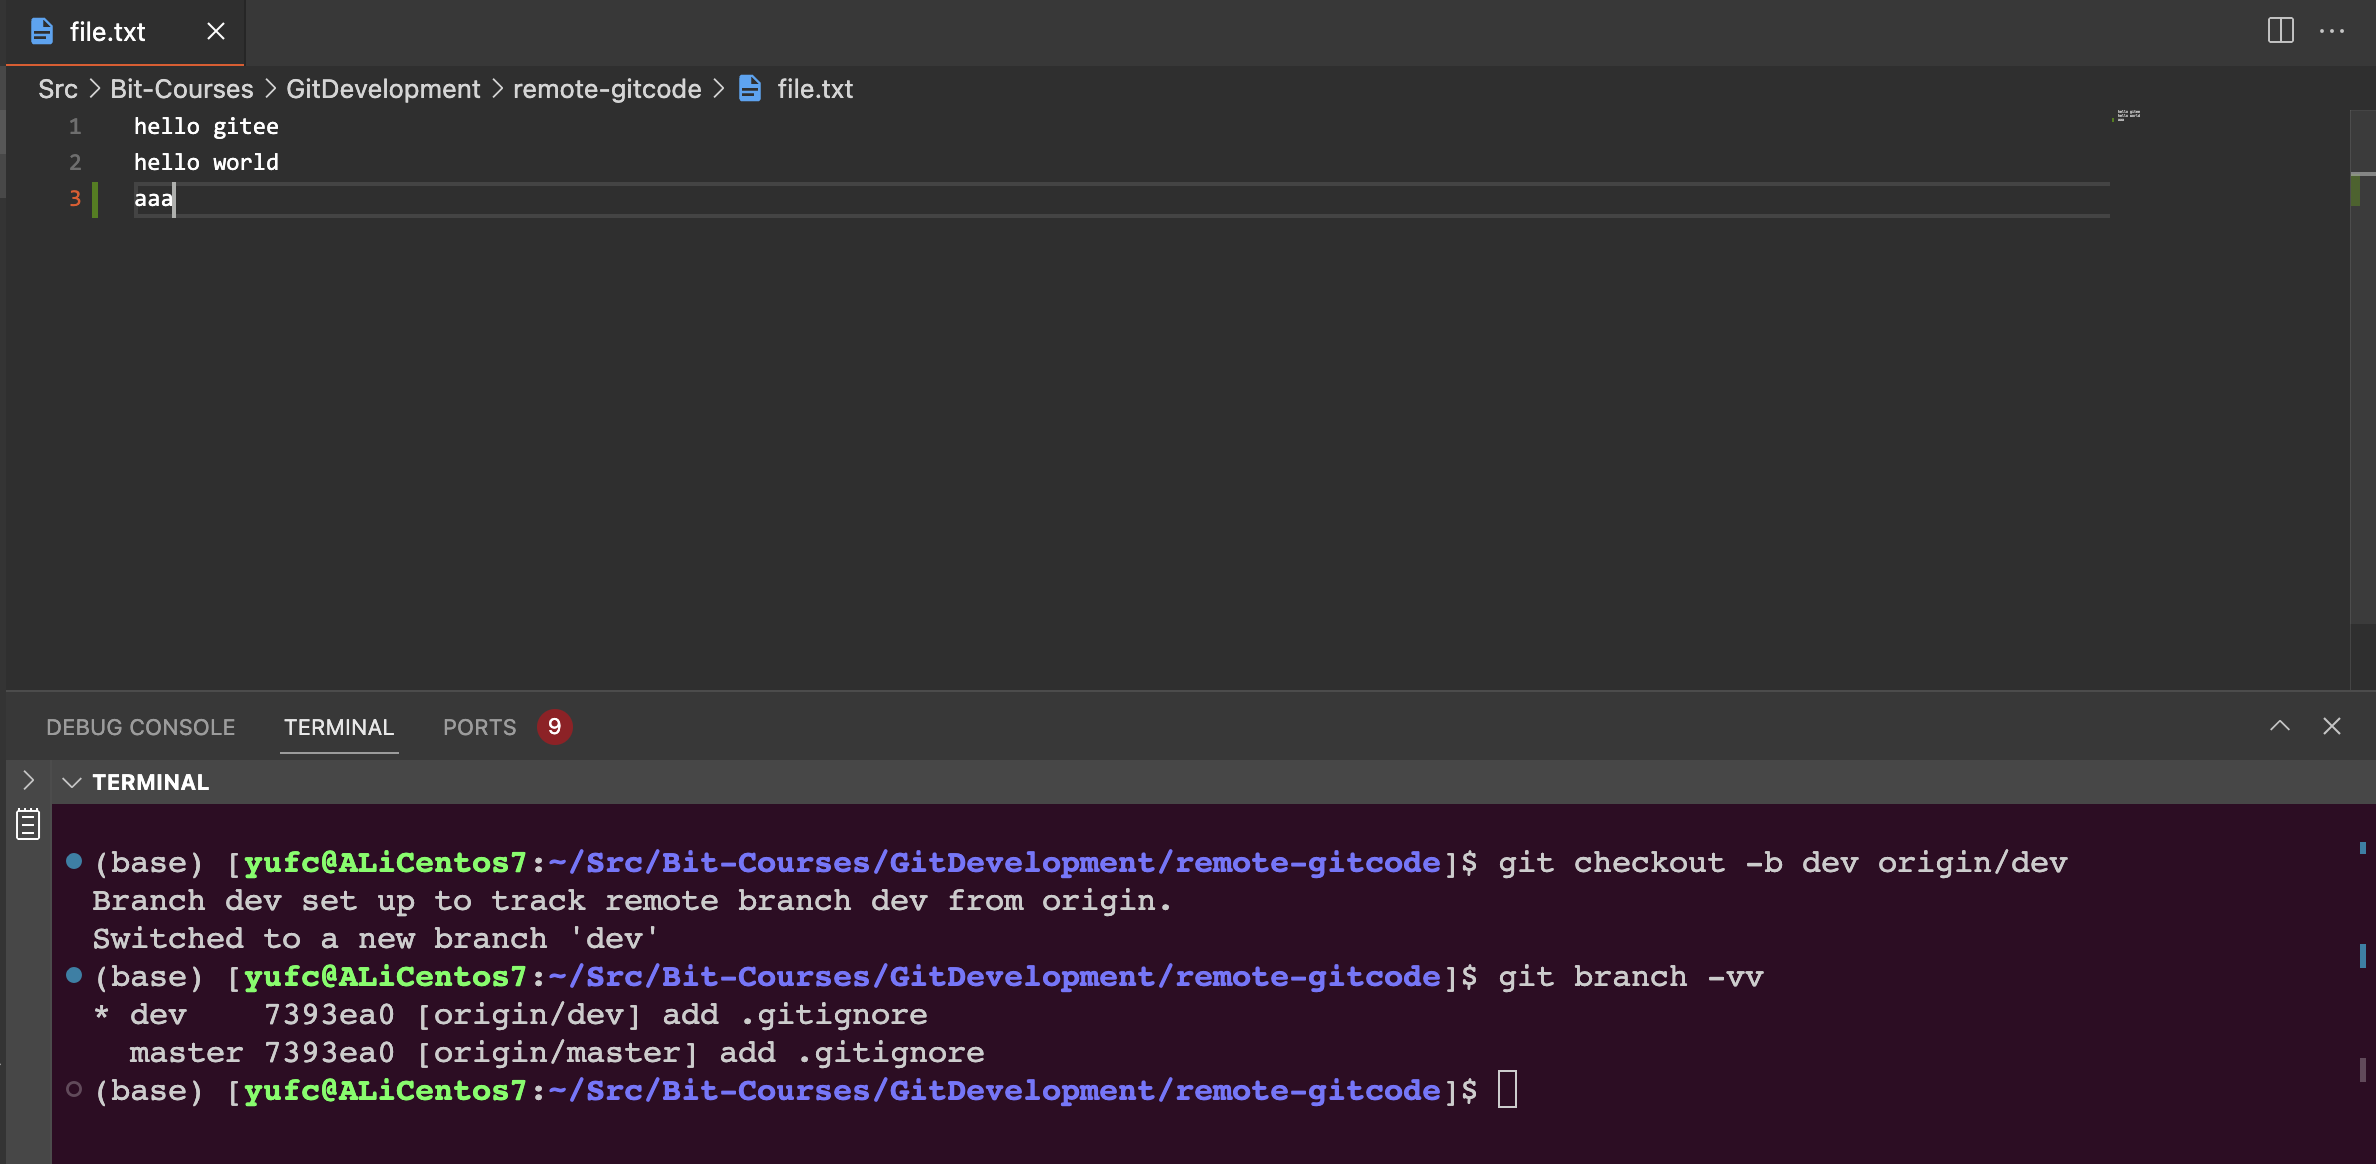 file.txt
Src > Bit-Courses > GitDevelopment > remote-gitcode > file.txt
1 hello gitee
2 hello world
3 aaa
DEBUG CONSOLE TERMINAL PORTS 9
TERMINAL
(base) [yufc@ALiCentos7:~/Src/Bit-Courses/GitDevelopment/remote-gitcode]$ git checkout -b dev origin/dev
Branch dev set up to track remote branch dev from origin.
Switched to a new branch 'dev'
(base) [yufc@ALiCentos7:~/Src/Bit-Courses/GitDevelopment/remote-gitcode]$ git branch -vv
* dev    7393ea0 [origin/dev] add .gitignore
  master 7393ea0 [origin/master] add .gitignore
(base) [yufc@ALiCentos7:~/Src/Bit-Courses/GitDevelopment/remote-gitcode]$